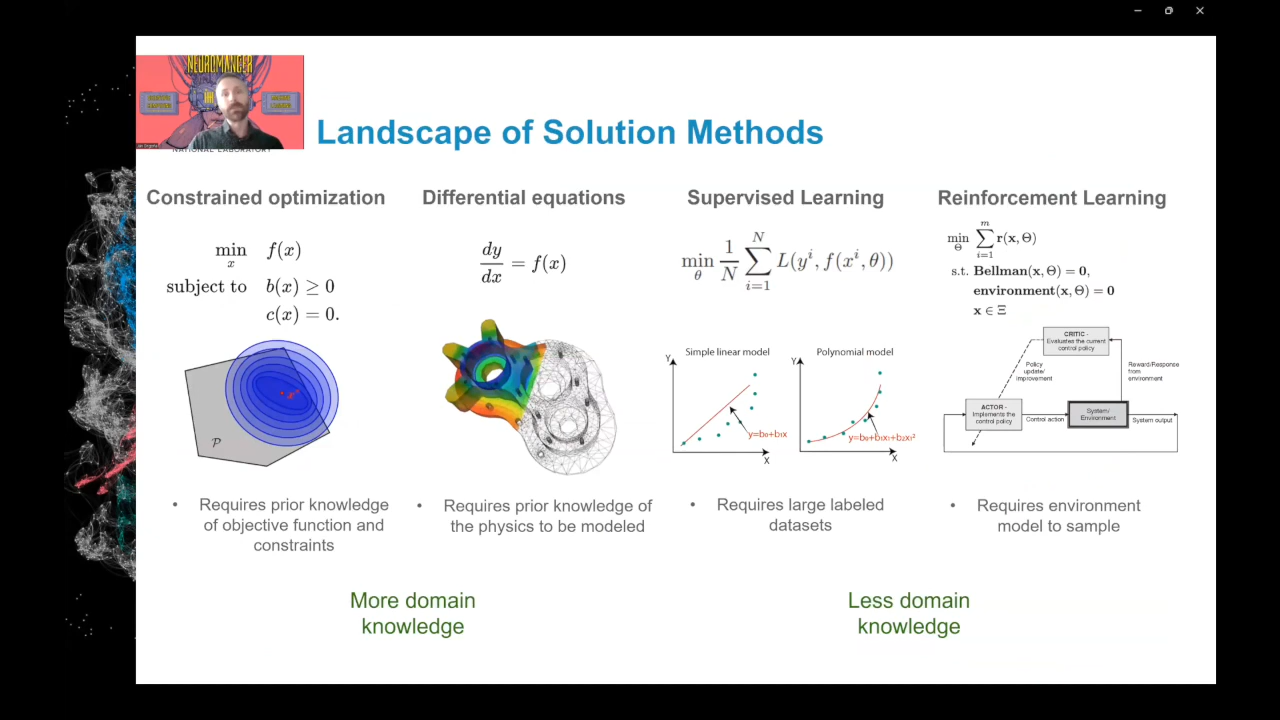 NEUROMANCER
NATIONAL LABORATORY
Landscape of Solution Methods
Constrained optimization
min f(x)
x
subject to b(x) ≥ 0
c(x) = 0.
P
• Requires prior knowledge
of objective function and
constraints
Differential equations
dy/dx = f(x)
• Requires prior knowledge of
the physics to be modeled
More domain
knowledge
Supervised Learning
min_θ 1/N ∑_{i=1}^{N} L(y^i, f(x^i, θ))
Simple linear model
Y
y=b₀+b₁x
X
Polynomial model
Y
y=b₀+b₁x₁+b₂x₁²
X
• Requires large labeled
datasets
Reinforcement Learning
min_Θ ∑_{i=1}^{m} r(x, Θ)
s.t. Bellman(x, Θ) = 0,
environment(x, Θ) = 0
x ∈ Ξ
CRITIC -
Evaluates the current
control policy
Policy
update/
improvement
Reward/Response
from
environment
ACTOR -
Implements the
control policy
Control action
System/
Environment
System output
• Requires environment
model to sample
Less domain
knowledge